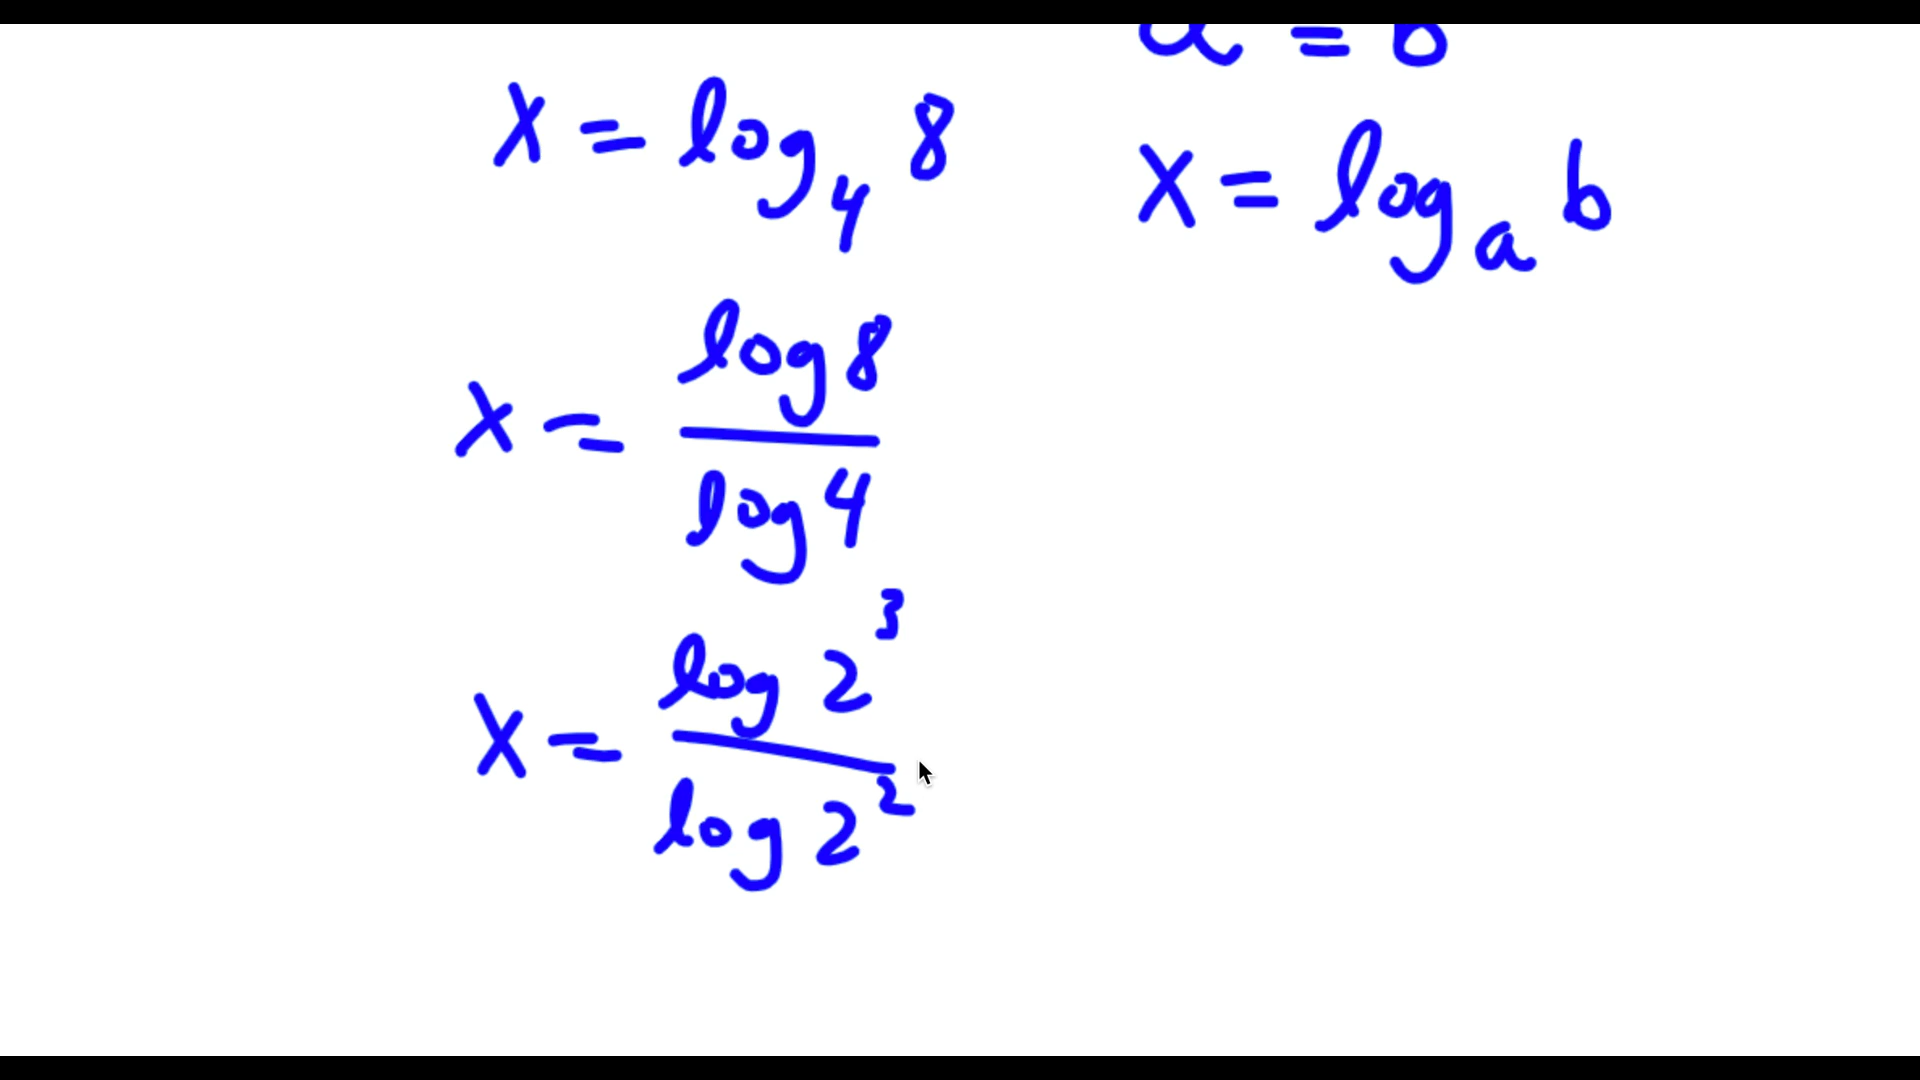 a = b
x = log₄ 8
x = logₐ b
x = log 8 / log 4
x = log 2³ / log 2²